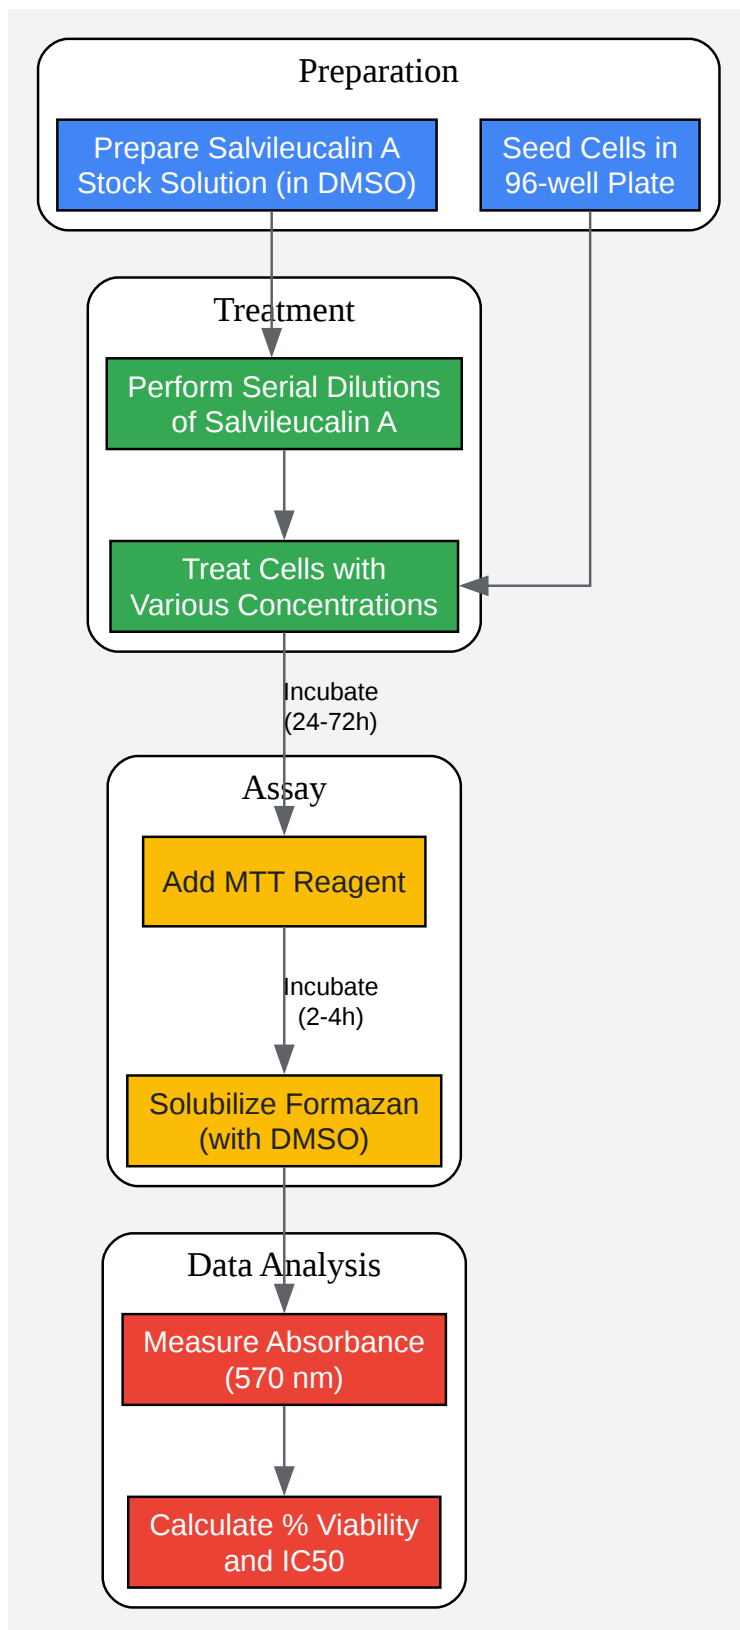 Preparation
Prepare Salvileucalin A
Stock Solution (in DMSO)
Seed Cells in
96-well Plate
Treatment
Perform Serial Dilutions
of Salvileucalin A
Treat Cells with
Various Concentrations
Incubate
(24-72h)
Assay
Add MTT Reagent
Incubate
(2-4h)
Solubilize Formazan
(with DMSO)
Data Analysis
Measure Absorbance
(570 nm)
Calculate % Viability
and IC50